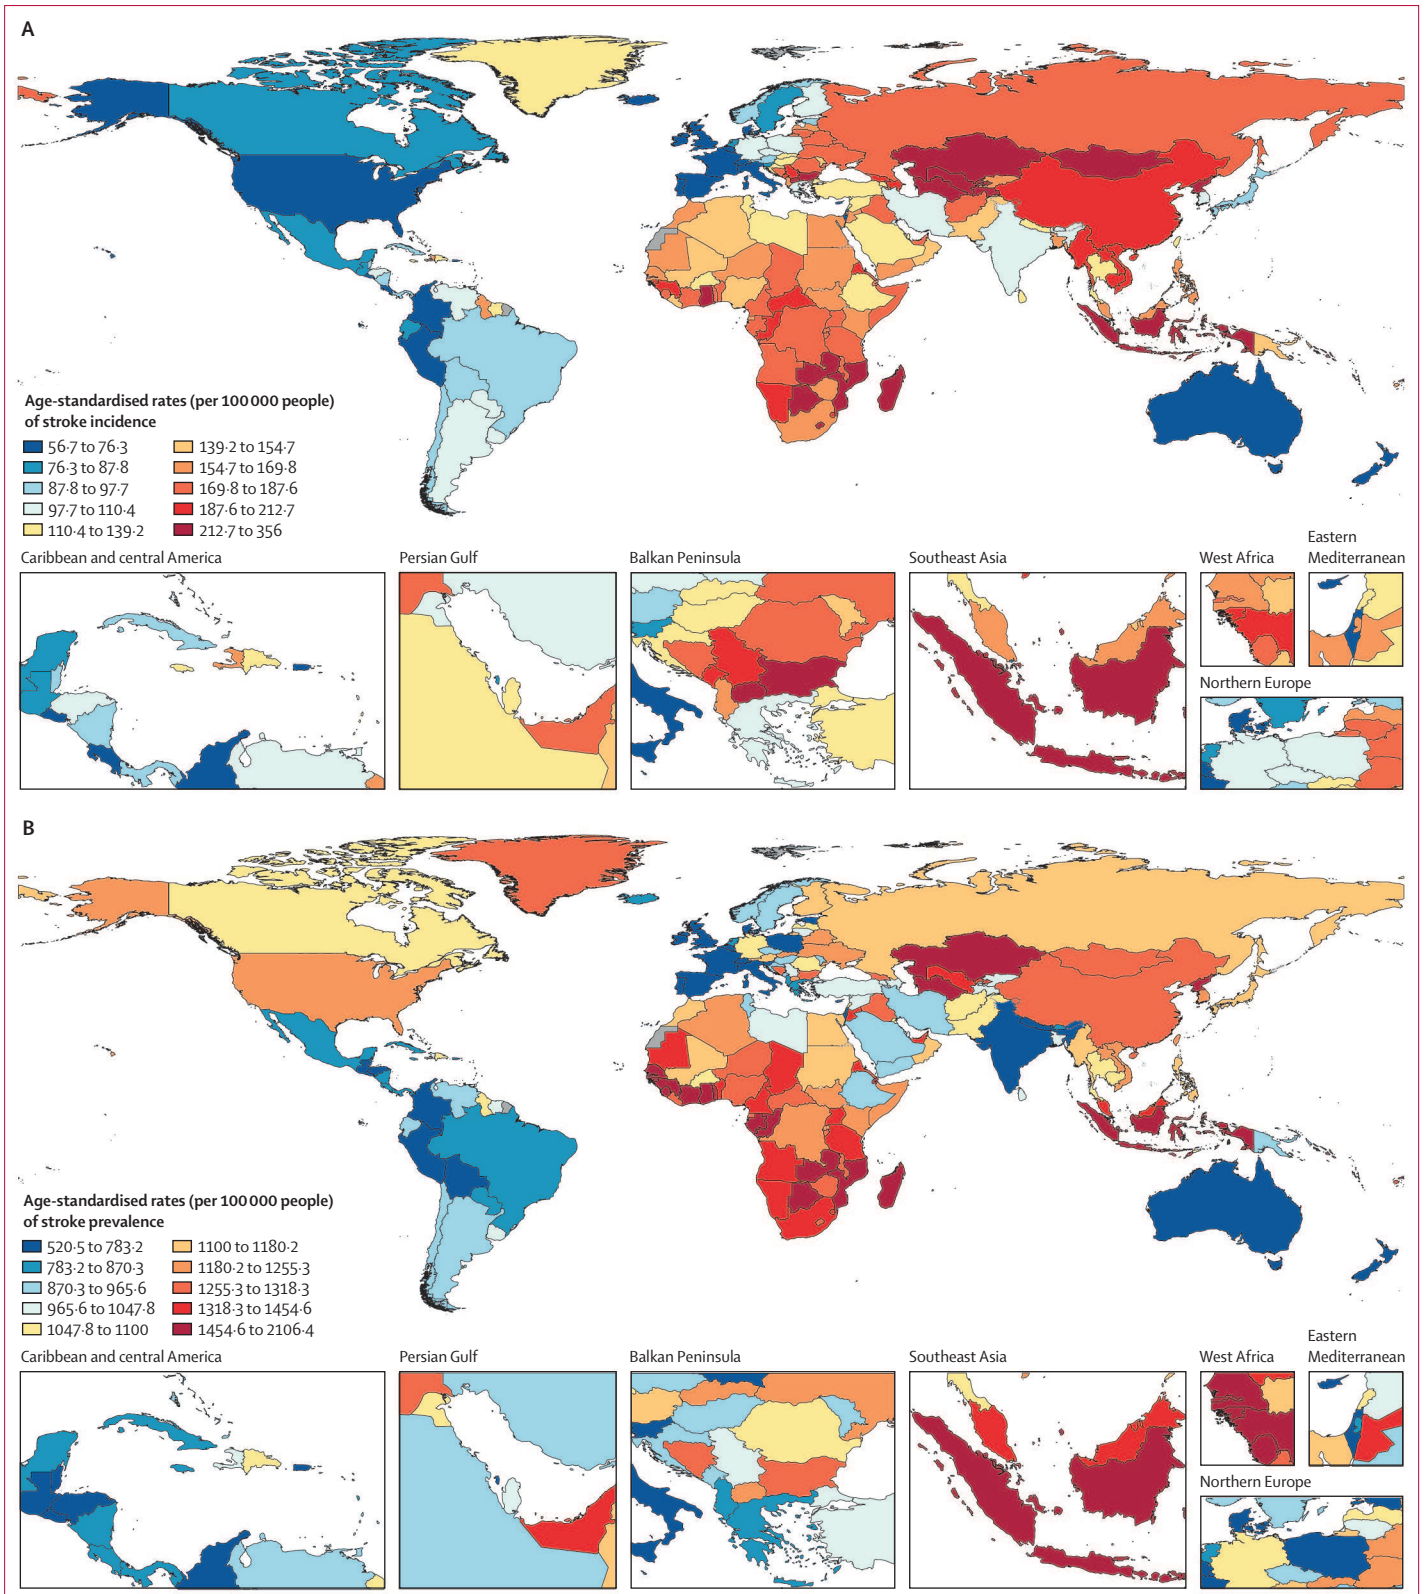 A
Age-standardised rates (per 100 000 people)
of stroke incidence
56·7 to 76·3
76·3 to 87·8
87·8 to 97·7
97·7 to 110·4
110·4 to 139·2
139·2 to 154·7
154·7 to 169·8
169·8 to 187·6
187·6 to 212·7
212·7 to 356
Caribbean and central America
Persian Gulf
Balkan Peninsula
Southeast Asia
West Africa
Eastern
Mediterranean
Northern Europe
B
Age-standardised rates (per 100 000 people)
of stroke prevalence
520·5 to 783·2
783·2 to 870·3
870·3 to 965·6
965·6 to 1047·8
1047·8 to 1100
1100 to 1180·2
1180·2 to 1255·3
1255·3 to 1318·3
1318·3 to 1454·6
1454·6 to 2106·4
Caribbean and central America
Persian Gulf
Balkan Peninsula
Southeast Asia
West Africa
Eastern
Mediterranean
Northern Europe